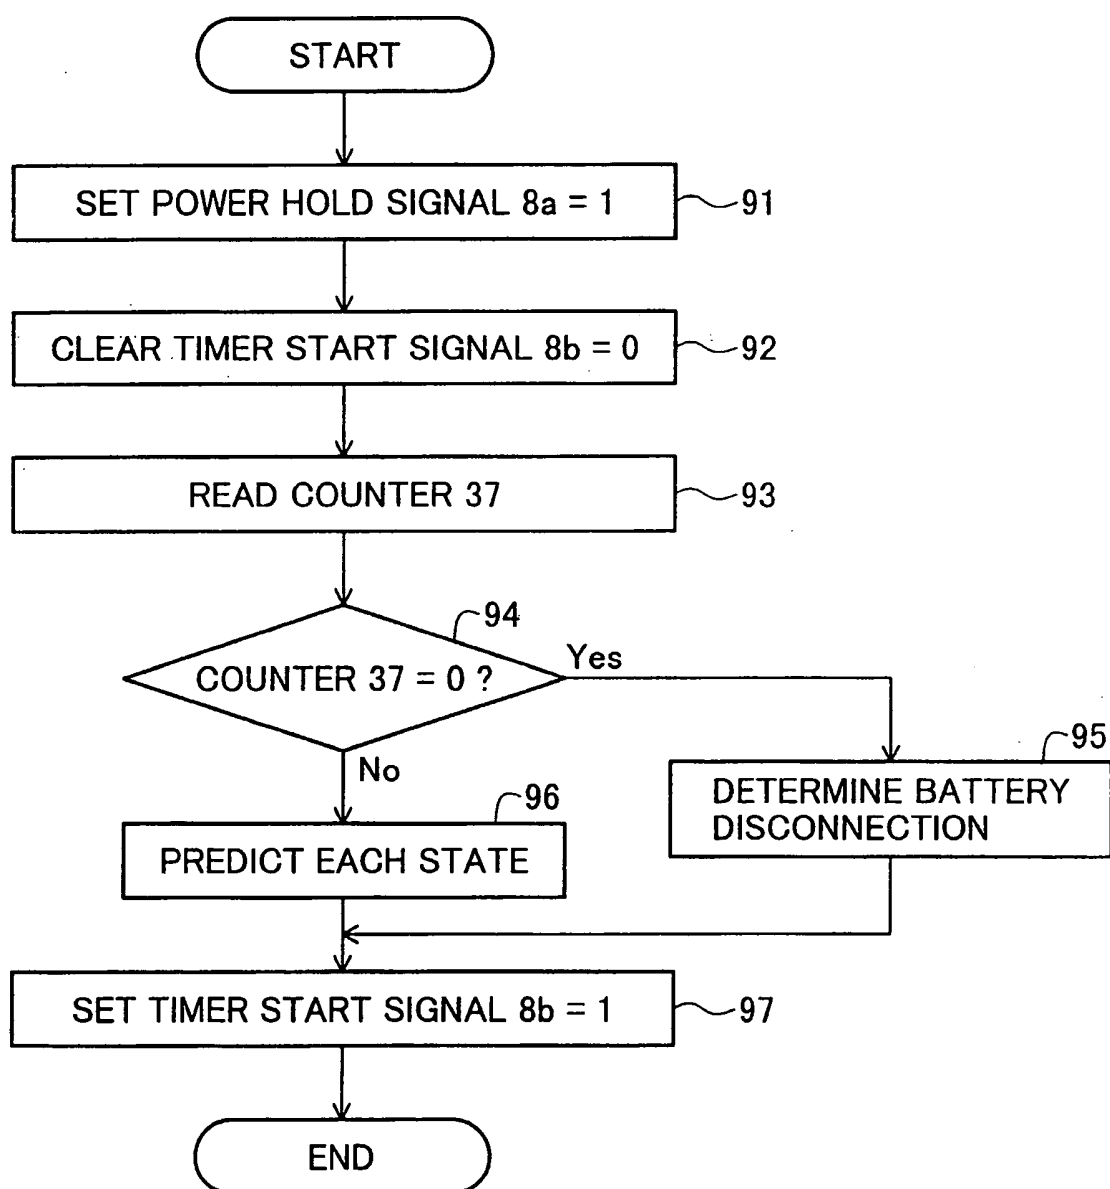 START
SET POWER HOLD SIGNAL 8a = 1
91
CLEAR TIMER START SIGNAL 8b = 0
92
READ COUNTER 37
93
94
COUNTER 37 = 0 ?
Yes
No
95
DETERMINE BATTERY
DISCONNECTION
96
PREDICT EACH STATE
SET TIMER START SIGNAL 8b = 1
97
END